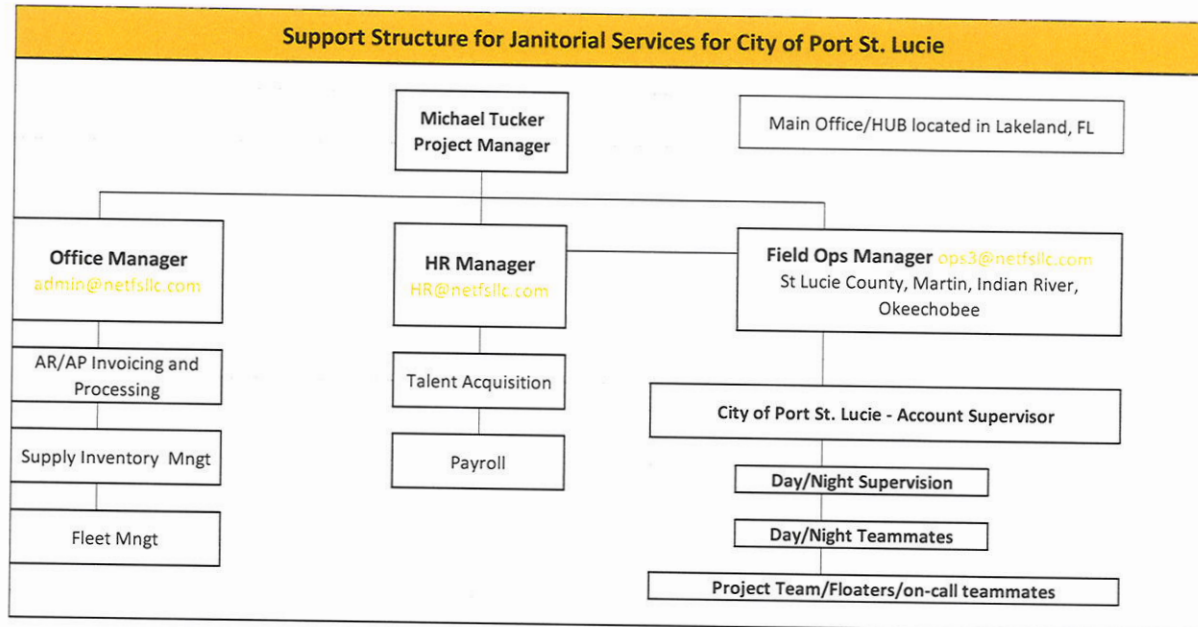 Support Structure for Janitorial Services for City of Port St. Lucie
Michael Tucker
Project Manager
Main Office/HUB located in Lakeland, FL
Office Manager
admin@netfsllc.com
HR Manager
HR@netfsllc.com
Field Ops Manager ops3@netfsllc.com
St Lucie County, Martin, Indian River,
Okeechobee
AR/AP Invoicing and
Processing
Supply Inventory Mngt
Fleet Mngt
Talent Acquisition
Payroll
City of Port St. Lucie - Account Supervisor
Day/Night Supervision
Day/Night Teammates
Project Team/Floaters/on-call teammates